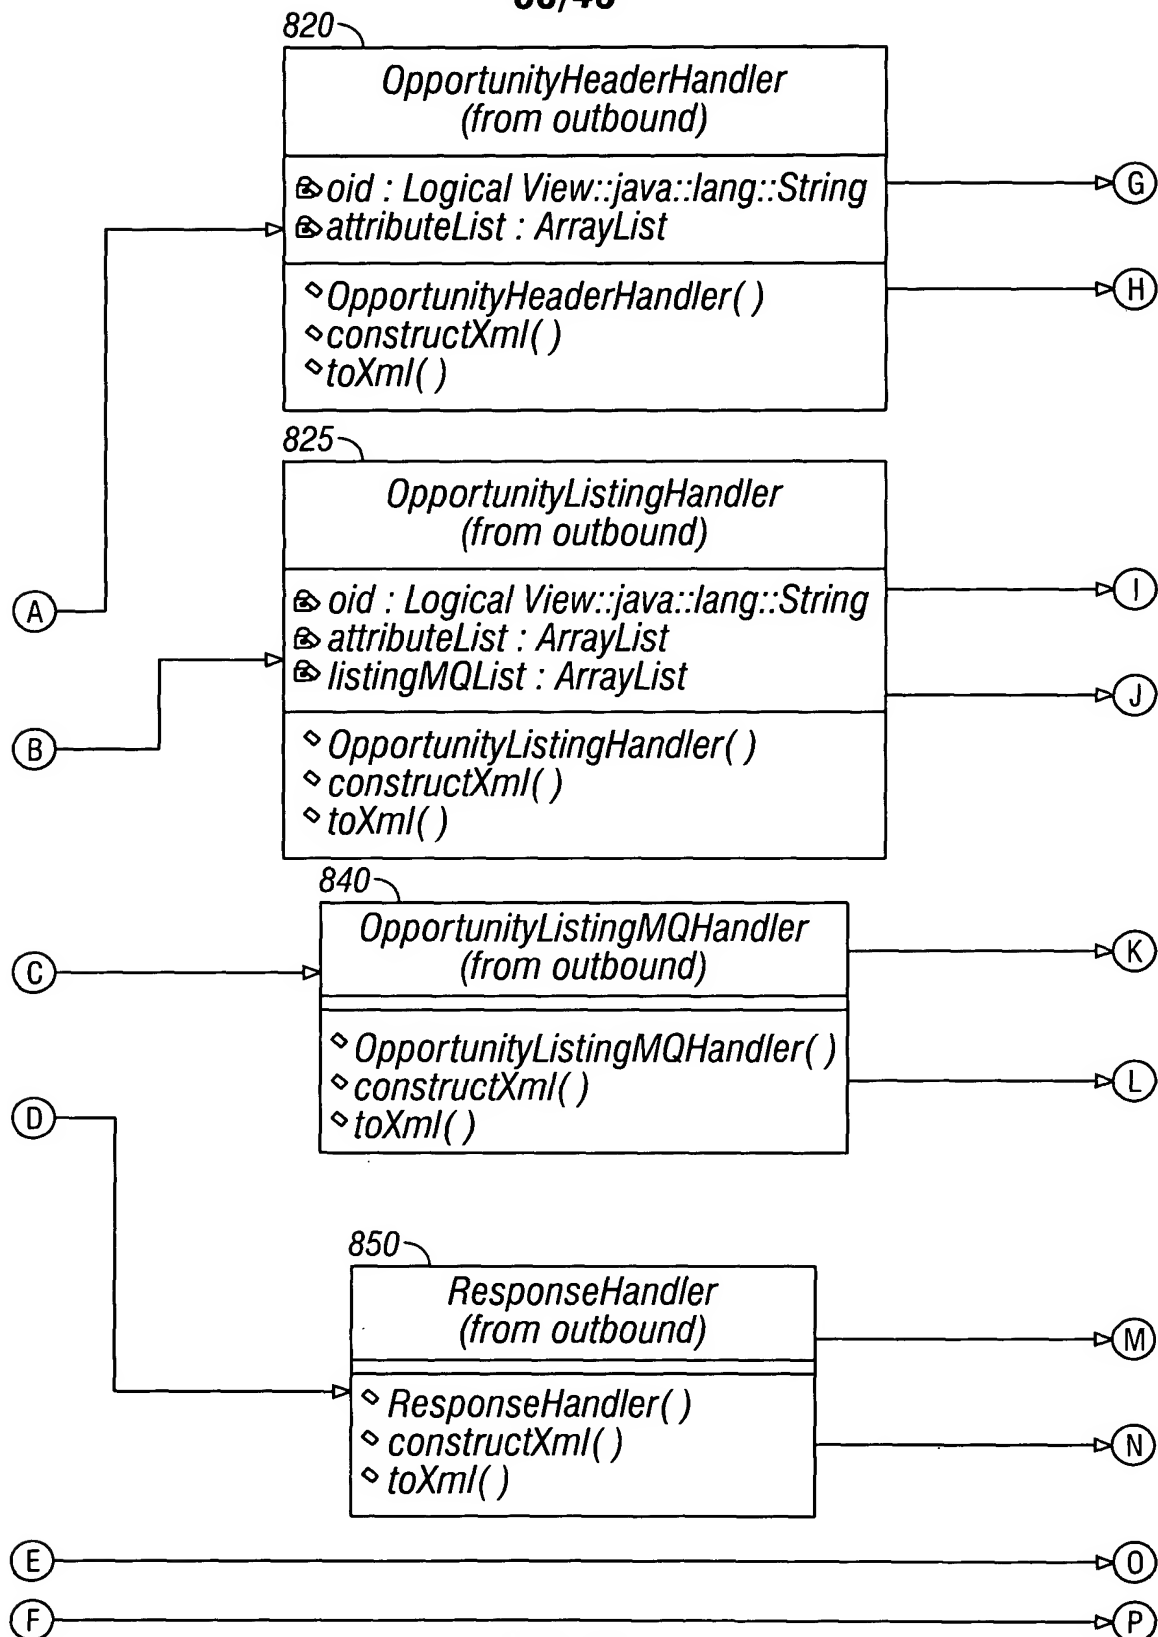 820
OpportunityHeaderHandler
(from outbound)
oid : Logical View::java::lang::String
attributeList : ArrayList
OpportunityHeaderHandler( )
constructXml( )
toXml( )
G
H
825
OpportunityListingHandler
(from outbound)
oid : Logical View::java::lang::String
attributeList : ArrayList
listingMQList : ArrayList
OpportunityListingHandler( )
constructXml( )
toXml( )
A
B
I
J
840
OpportunityListingMQHandler
(from outbound)
OpportunityListingMQHandler( )
constructXml( )
toXml( )
C
K
L
D
850
ResponseHandler
(from outbound)
ResponseHandler( )
constructXml( )
toXml( )
M
N
E
O
F
P